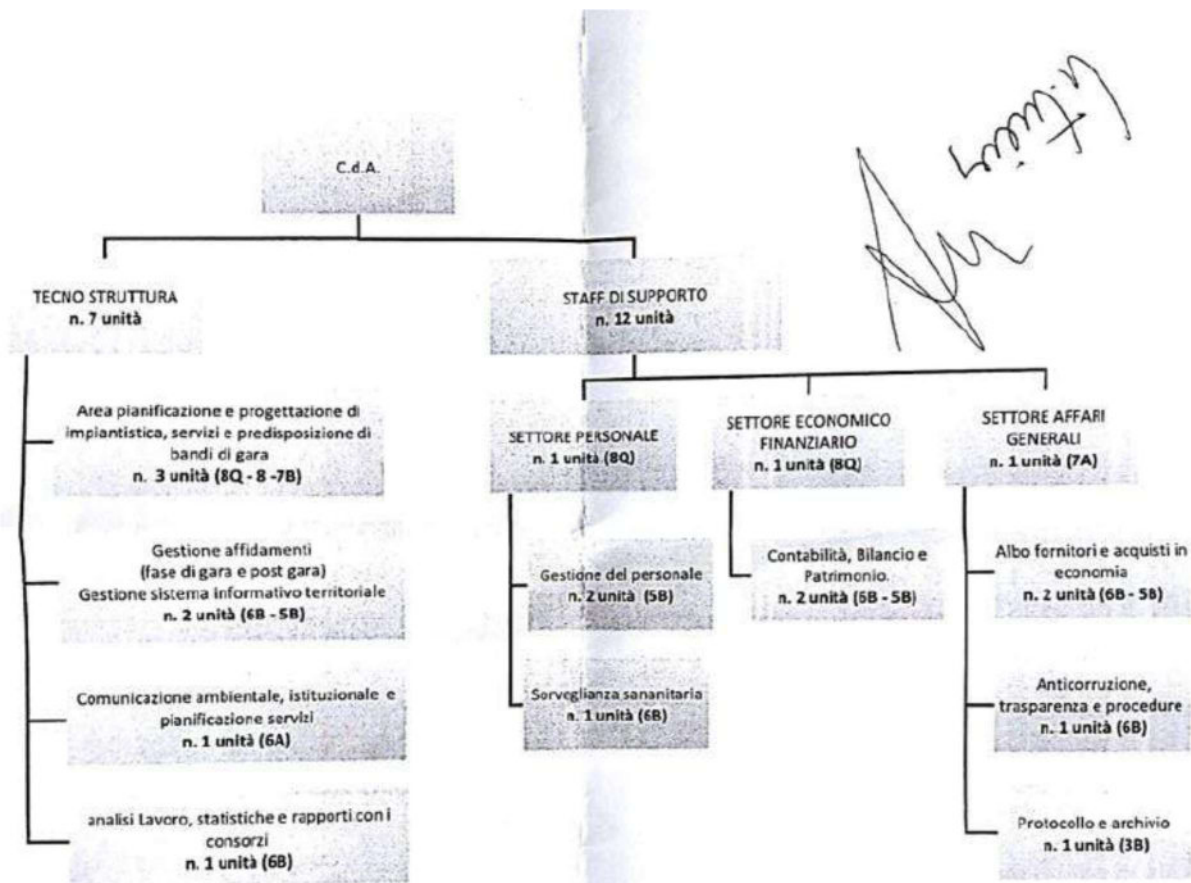 C.d.A.
TECNO STRUTTURA
n. 7 unità
STAFF DI SUPPORTO
n. 12 unità
Area pianificazione e progettazione di
impiantistica, servizi e predisposizione di
bandi di gara
n. 3 unità (8Q - 8 -7B)
Gestione affidamenti
(fase di gara e post gara)
Gestione sistema informativo territoriale
n. 2 unità (6B - 5B)
Comunicazione ambientale, istituzionale e
pianificazione servizi
n. 1 unità (6A)
analisi Lavoro, statistiche e rapporti con i
consorzi
n. 1 unità (6B)
SETTORE PERSONALE
n. 1 unità (8Q)
Gestione del personale
n. 2 unità (5B)
Sorveglianza sananitaria
n. 1 unità (6B)
SETTORE ECONOMICO
FINANZIARIO
n. 1 unità (8Q)
Contabilità, Bilancio e
Patrimonio.
n. 2 unità (6B - 5B)
SETTORE AFFARI
GENERALI
n. 1 unità (7A)
Albo fornitori e acquisti in
economia
n. 2 unità (6B - 5B)
Anticorruzione,
trasparenza e procedure
n. 1 unità (6B)
Protocollo e archivio
n. 1 unità (3B)